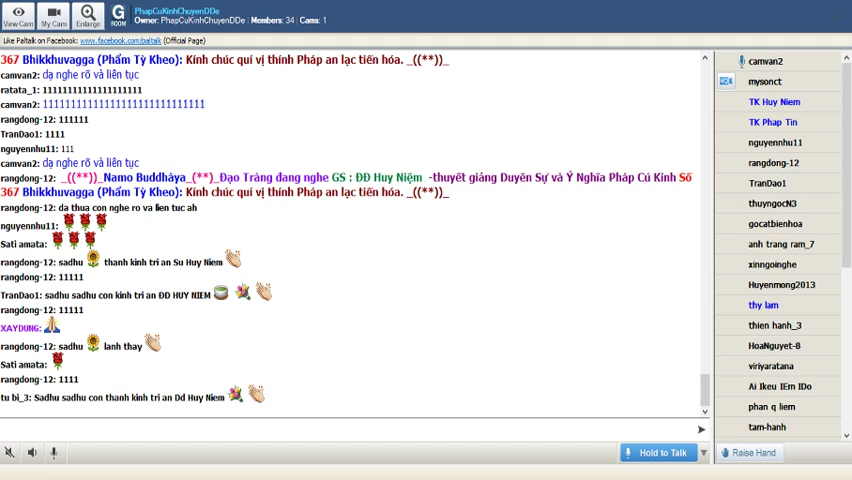 PhapCuKinhChuyenDDe
Owner: PhapCuKinhChuyenDDe | Members: 34 | Cams: 1
View Cam
My Cam
Enlarge
G
ROOM
Like Paltalk on Facebook: www.facebook.com/paltalk (Official Page)
367 Bhikkhuvagga (Phẩm Tỳ Kheo): Kính chúc quí vị thính Pháp an lạc tiến hóa. _((**))_
camvan2: dạ nghe rõ và liên tục
ratata_1: 11111111111111111111
camvan2: 1111111111111111111111111111111
rangdong-12: 111111
TranDao1: 1111
nguyennhu11: 111
camvan2: dạ nghe rõ và liên tục
rangdong-12: _((**))_Namo Buddhàya_(**)_Đạo Tràng đang nghe GS : ĐĐ Huy Niệm -thuyết giảng Duyên Sự và Ý Nghĩa Pháp Cú Kinh Số
367 Bhikkhuvagga (Phẩm Tỳ Kheo): Kính chúc quí vị thính Pháp an lạc tiến hóa. _((**))_
rangdong-12: da thua con nghe ro va lien tuc ah
nguyennhu11:
Sati amata:
rangdong-12: sadhu thanh kinh tri an Su Huy Niem
rangdong-12: 11111
TranDao1: sadhu sadhu con kinh tri an ĐD HUY NIEM
rangdong-12: 11111
XAYDUNG:
rangdong-12: sadhu lanh thay
Sati amata:
rangdong-12: 1111
tu bi_3: Sadhu sadhu con thanh kinh tri an Dd Huy Niem
Hold to Talk
camvan2
mysonct
TK Huy Niem
TK Phap Tin
nguyennhu11
rangdong-12
TranDao1
thuyngocN3
gocatbienhoa
anh trang ram_7
xinngoinghe
Huyenmong2013
thy lam
thien hanh_3
HoaNguyet-8
viriyaratana
Ai Ikeu IEm IDo
phan q liem
tam-hanh
Raise Hand